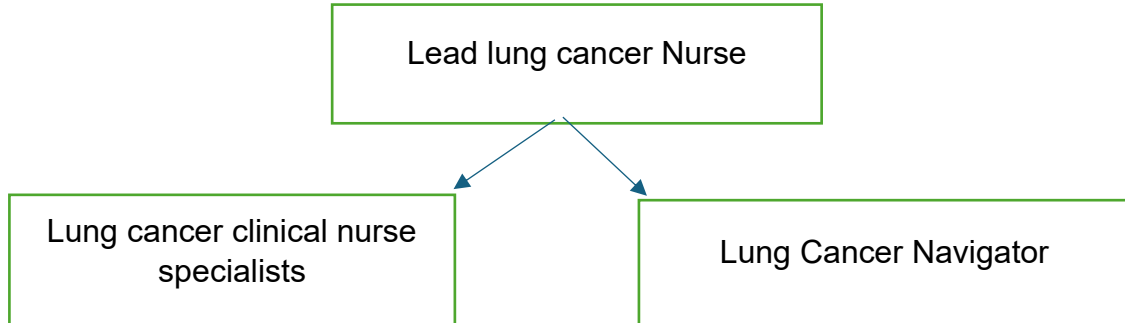 Lead lung cancer Nurse
Lung cancer clinical nurse
specialists
Lung Cancer Navigator